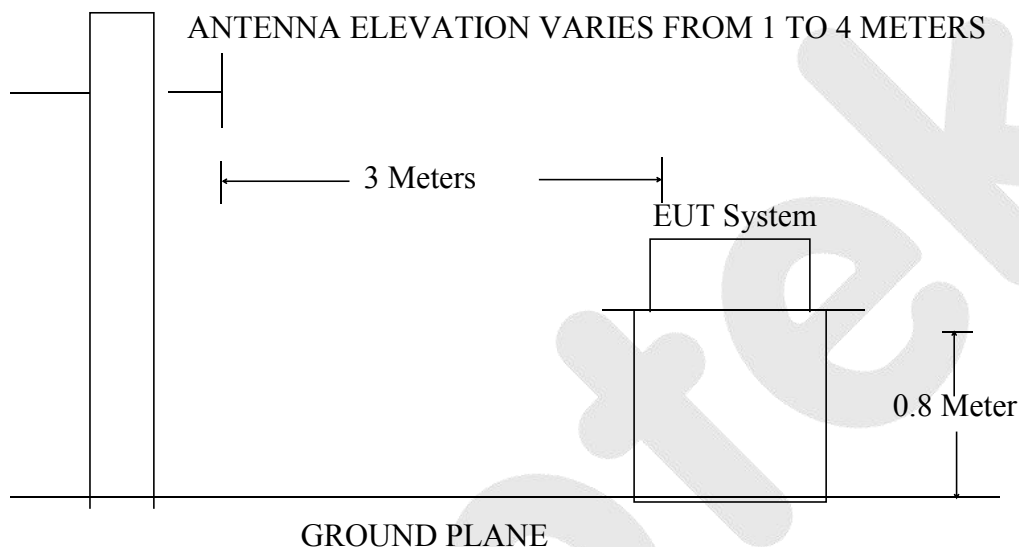 ANTENNA ELEVATION VARIES FROM 1 TO 4 METERS
3 Meters
EUT System
0.8 Meter
GROUND PLANE